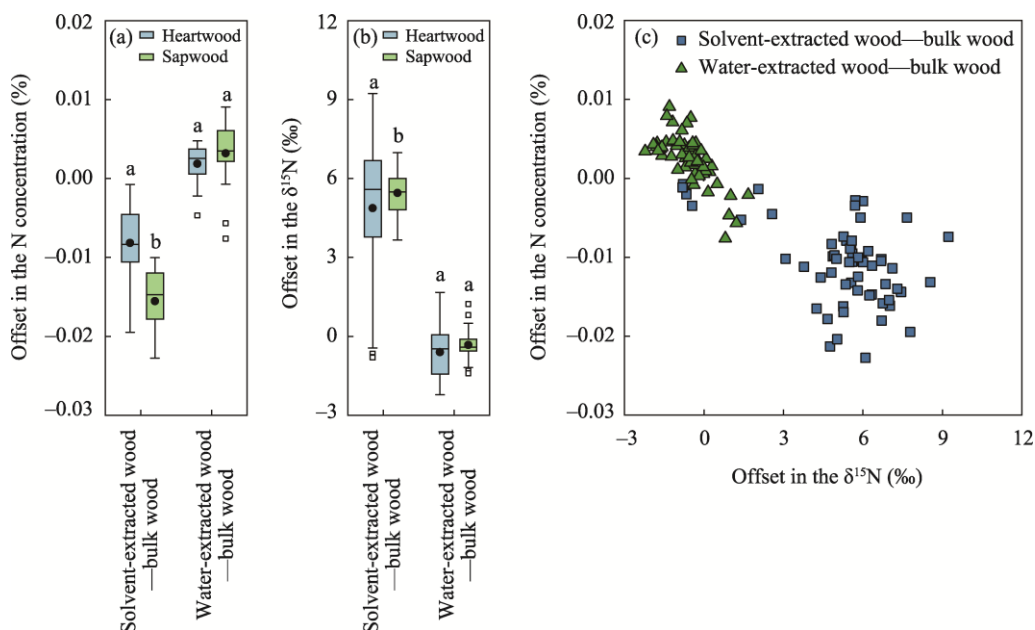 (a)
Heartwood
Sapwood
a
b
a
a
0.02
0.01
0.00
–0.01
–0.02
–0.03
Offset in the N concentration (%)
Solvent-extracted wood
—bulk wood
Water-extracted wood
—bulk wood
(b)
Heartwood
Sapwood
a
b
a
a
12
9
6
3
0
–3
Offset in the δ¹⁵N (‰)
Solvent-extracted wood
—bulk wood
Water-extracted wood
—bulk wood
(c)
Solvent-extracted wood—bulk wood
Water-extracted wood—bulk wood
0.02
0.01
0.00
–0.01
–0.02
–0.03
Offset in the N concentration (%)
–3 0 3 6 9 12
Offset in the δ¹⁵N (‰)